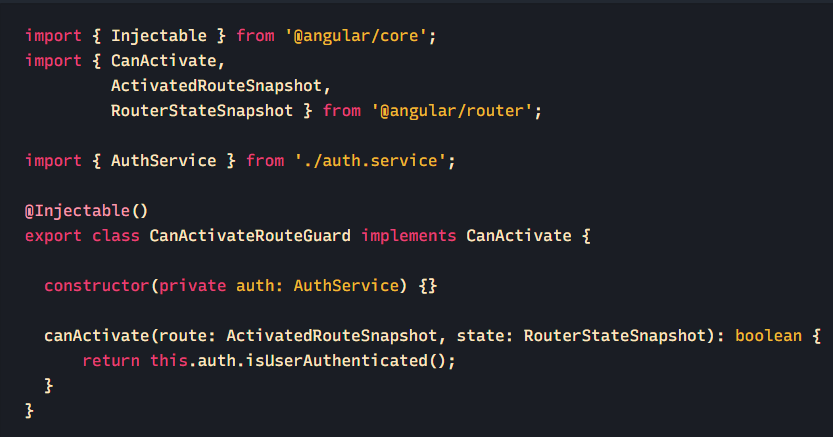 import { Injectable } from '@angular/core';
import { CanActivate,
         ActivatedRouteSnapshot,
         RouterStateSnapshot } from '@angular/router';

import { AuthService } from './auth.service';

@Injectable()
export class CanActivateRouteGuard implements CanActivate {

  constructor(private auth: AuthService) {}

  canActivate(route: ActivatedRouteSnapshot, state: RouterStateSnapshot): boolean {
      return this.auth.isUserAuthenticated();
  }
}